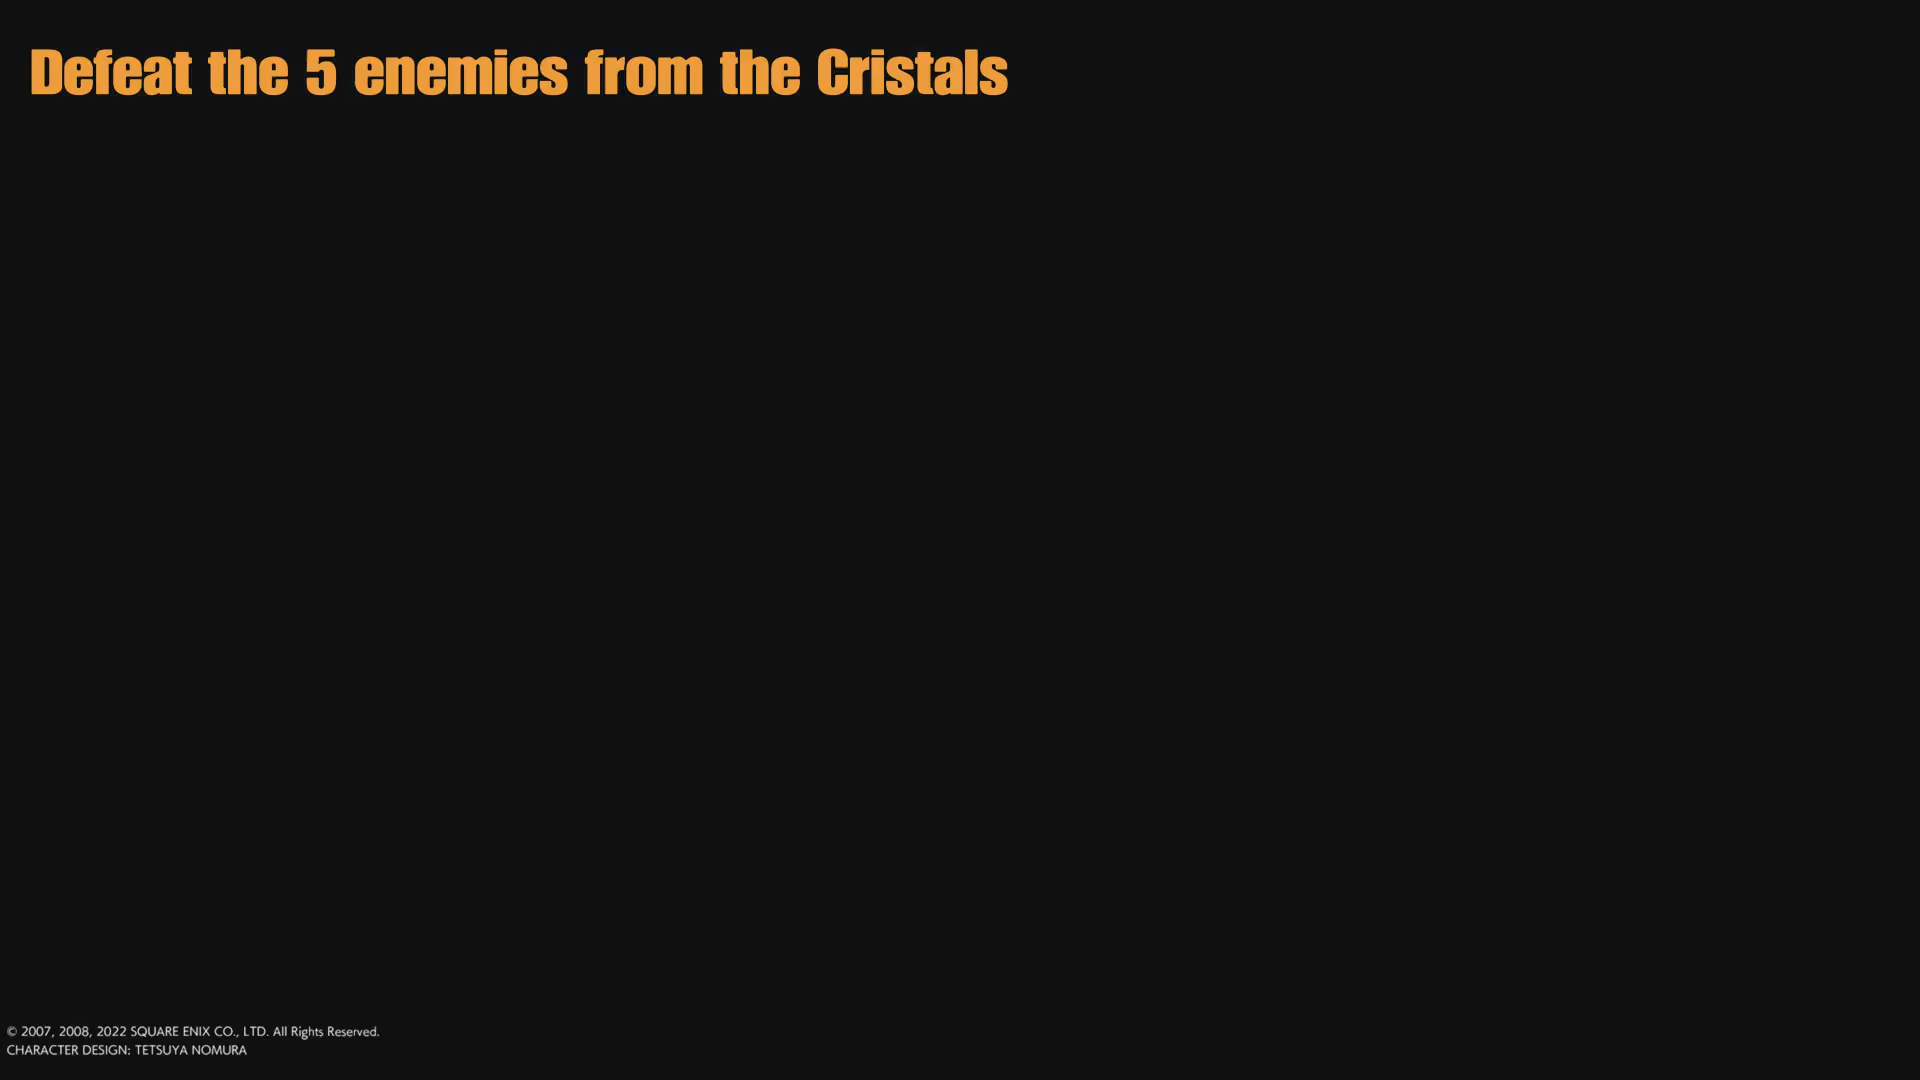 Defeat the 5 enemies from the Cristals
© 2007, 2008, 2022 SQUARE ENIX CO., LTD. All Rights Reserved.
CHARACTER DESIGN: TETSUYA NOMURA